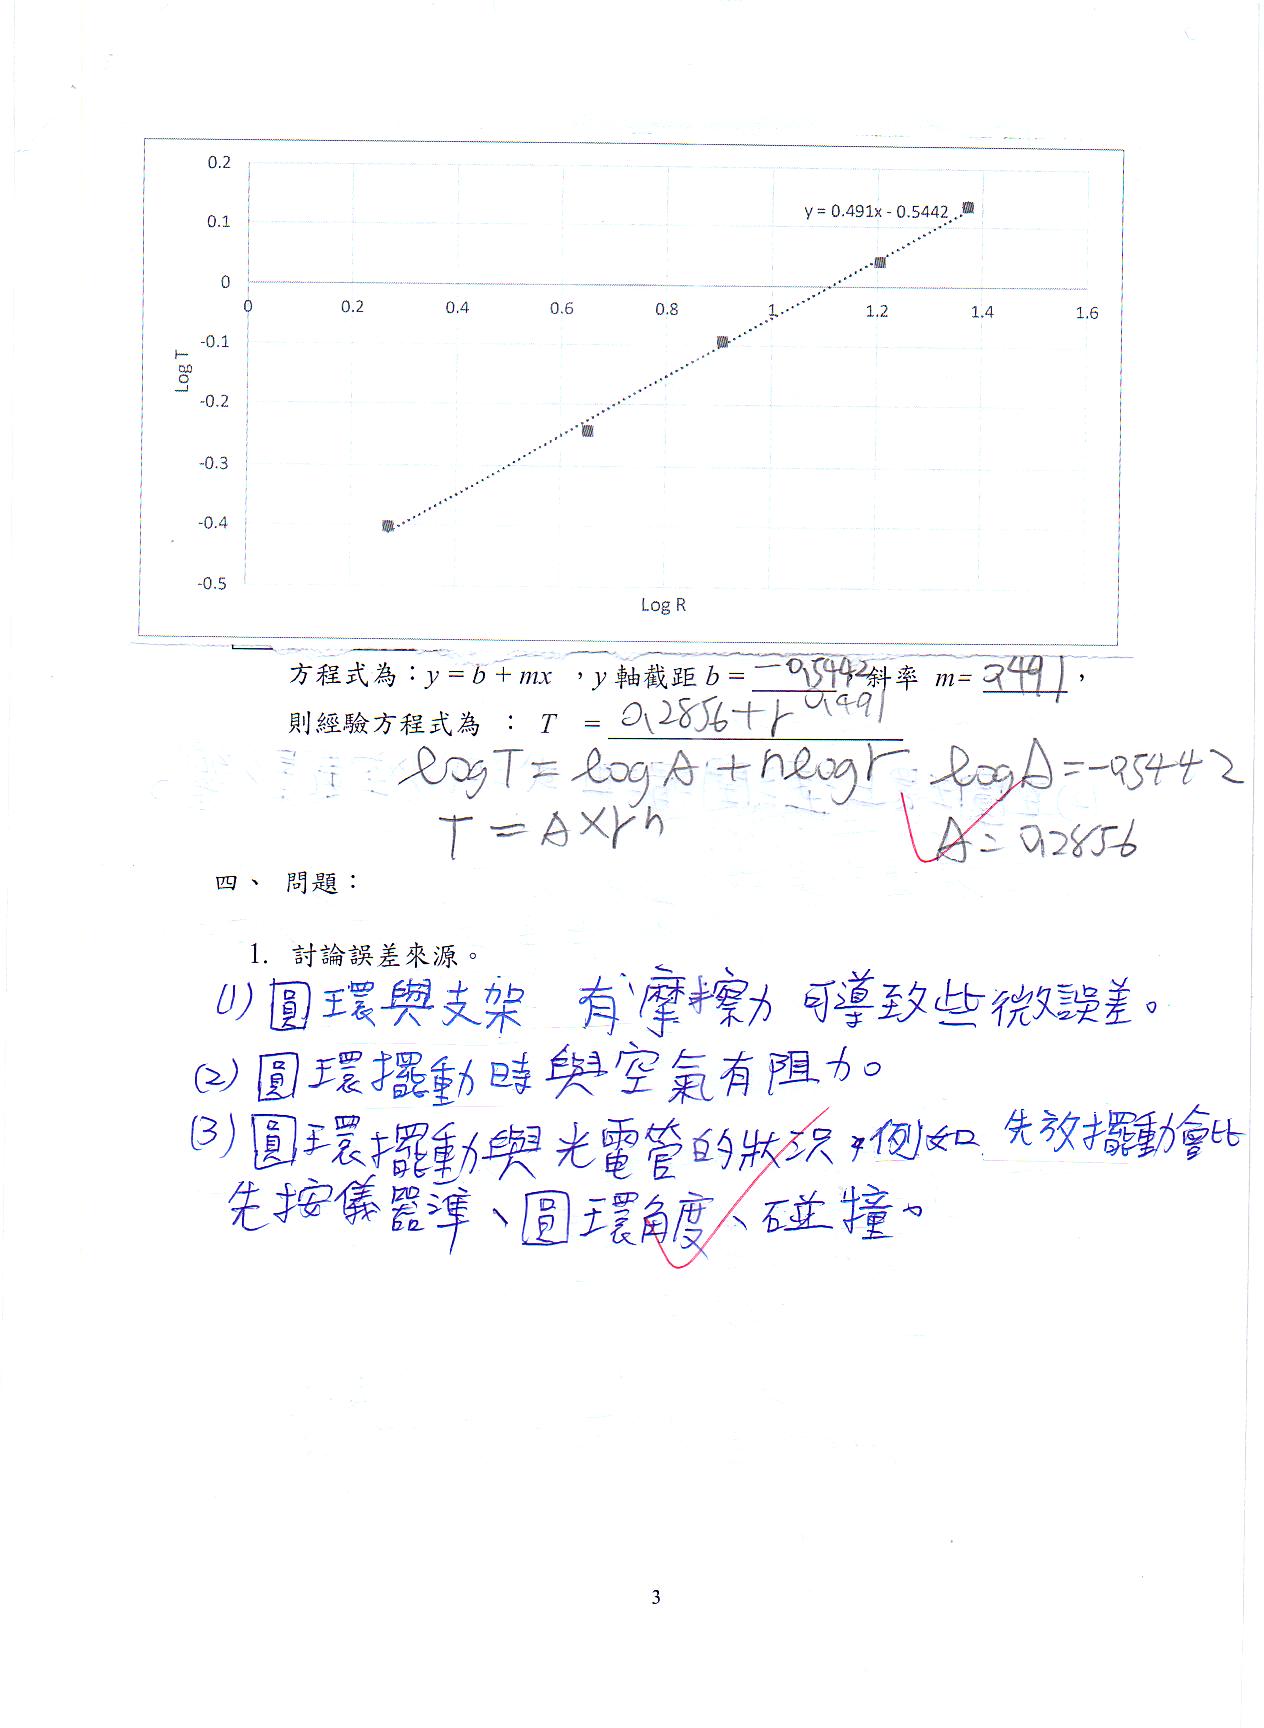 0.2
y = 0.491x - 0.5442
0.1
0
0 0.2 0.4 0.6 0.8 1 1.2 1.4 1.6
-0.1
Log T
-0.2
-0.3
-0.4
-0.5
Log R
方程式為：y = b + mx ，y 軸截距 b = -0.5442，斜率 m= 0.491，
則經驗方程式為 ： T = 0.2856+r^0.491
logT = logA + nlogr logA = -0.5442
T = A×r^n A = 0.2856
四、 問題：
1. 討論誤差來源。
(1) 圓環與支架 有摩擦力 可導致些微誤差。
(2) 圓環擺動時與空氣有阻力。
(3) 圓環擺動與光電管的狀況，例如 先放擺動會比
先按儀器準、圓環角度、碰撞。
3